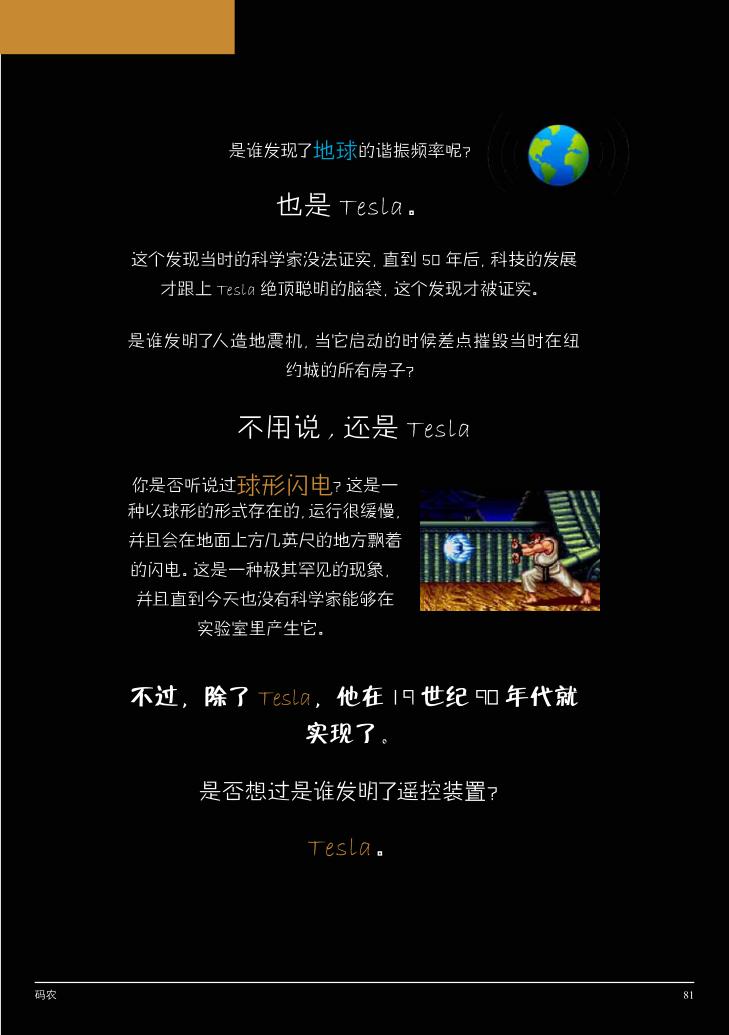 是谁发现了地球的谐振频率呢?
也是 Tesla。
这个发现当时的科学家没法证实, 直到 50 年后, 科技的发展
才跟上 Tesla 绝顶聪明的脑袋, 这个发现才被证实。
是谁发明了人造地震机, 当它启动的时候差点摧毁当时在纽
约城的所有房子?
不用说, 还是 Tesla
你是否听说过球形闪电? 这是一
种以球形的形式存在的, 运行很缓慢,
并且会在地面上方几英尺的地方飘着
的闪电。这是一种极其罕见的现象,
并且直到今天也没有科学家能够在
实验室里产生它。
不过, 除了 Tesla, 他在 19 世纪 90 年代就
实现了。
是否想过是谁发明了遥控装置?
Tesla。
码农 81